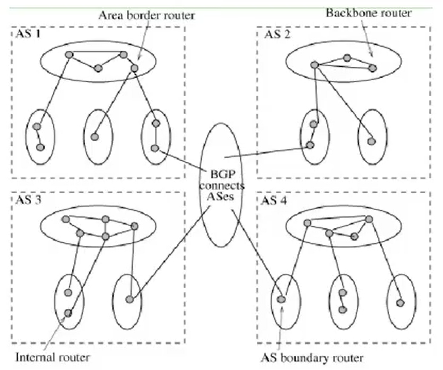 Area border router
Backbone router
AS 1
AS 2
BGP
connects
ASes
AS 3
AS 4
Internal router
AS boundary router